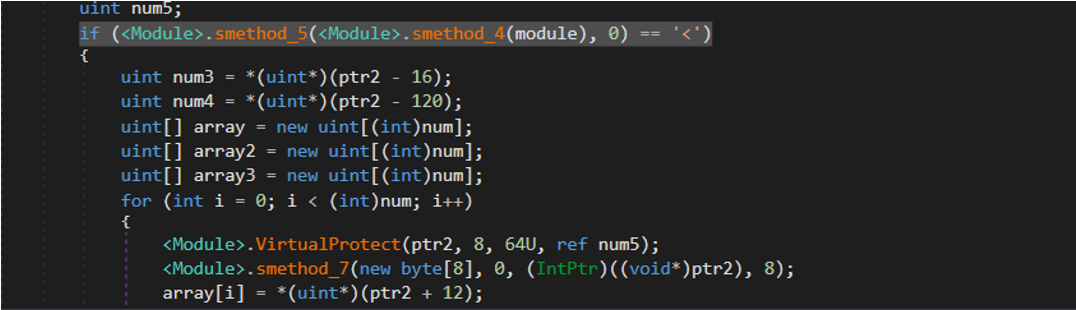 uint num5;
if (<Module>.smethod_5(<Module>.smethod_4(module), 0) == '<')
{
uint num3 = *(uint*)(ptr2 - 16);
uint num4 = *(uint*)(ptr2 - 120);
uint[] array = new uint[(int)num];
uint[] array2 = new uint[(int)num];
uint[] array3 = new uint[(int)num];
for (int i = 0; i < (int)num; i++)
{
<Module>.VirtualProtect(ptr2, 8, 64U, ref num5);
<Module>.smethod_7(new byte[8], 0, (IntPtr)((void*)ptr2), 8);
array[i] = *(uint*)(ptr2 + 12);